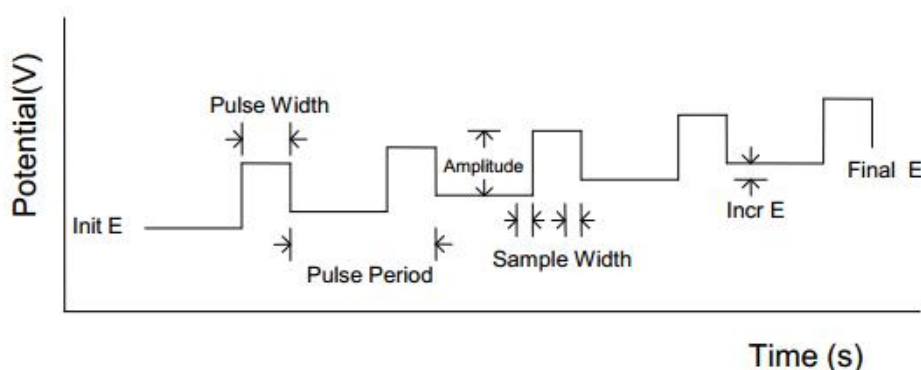 Potential(V)
Pulse Width
Amplitude
Final E
Init E
Incr E
Sample Width
Pulse Period
Time (s)